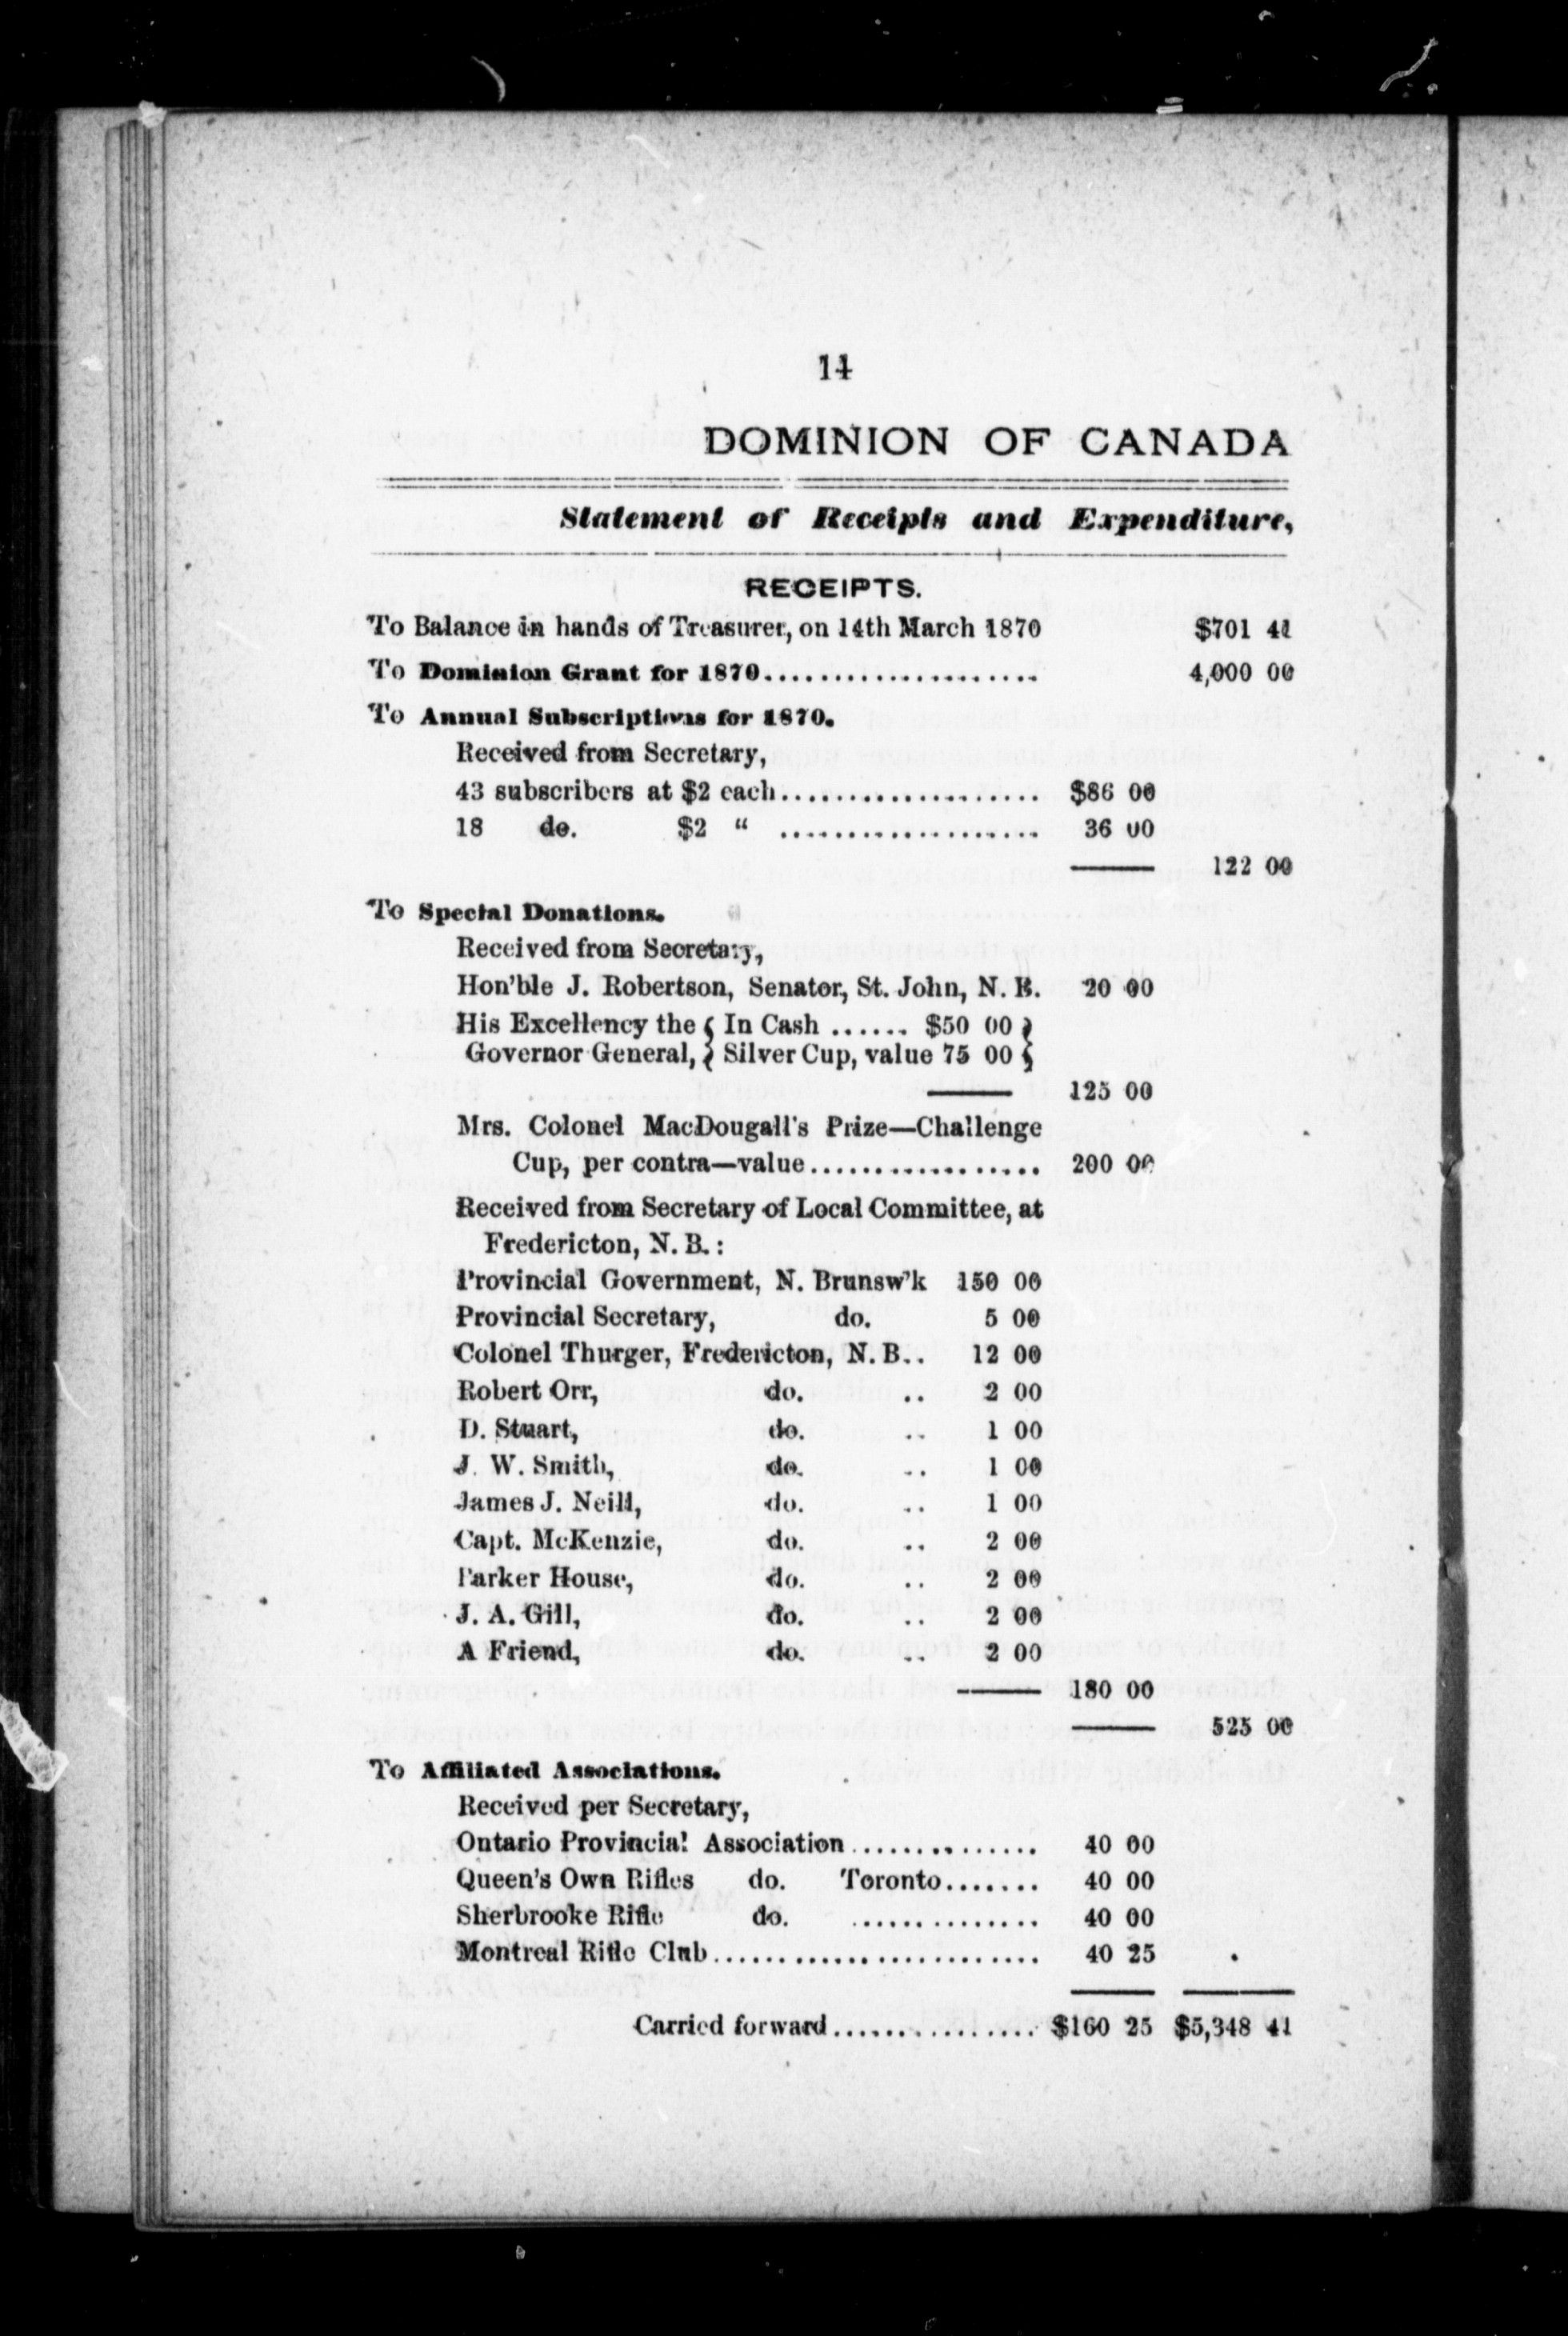 14
DOMINION OF CANADA
Statement of Receipts and Expenditure,
RECEIPTS.
To Balance in hands of Treasurer, on 14th March 1870 $701 41
To Dominion Grant for 1870..................... 4,000 00
To Annual Subscriptions for 1870.
Received from Secretary,
43 subscribers at $2 each.................... $86 00
18 do. $2 “ .................... 36 00
122 00
To Special Donations.
Received from Secretary,
Hon'ble J. Robertson, Senator, St. John, N. B. 20 00
His Excellency the { In Cash ...... $50 00 }
Governor General, } Silver Cup, value 75 00 {
125 00
Mrs. Colonel MacDougall's Prize—Challenge
Cup, per contra—value.................. 200 00
Received from Secretary of Local Committee, at
Fredericton, N. B.:
Provincial Government, N. Brunsw'k 150 00
Provincial Secretary, do. 5 00
Colonel Thurger, Fredericton, N. B.. 12 00
Robert Orr, do. .. 2 00
D. Stuart, do. .. 1 00
J. W. Smith, do. .. 1 00
James J. Neill, do. .. 1 00
Capt. McKenzie, do. .. 2 00
Parker House, do. .. 2 00
J. A. Gill, do. .. 2 00
A Friend, do. .. 2 00
180 00
525 00
To Affiliated Associations.
Received per Secretary,
Ontario Provincial Association.............. 40 00
Queen's Own Rifles do. Toronto....... 40 00
Sherbrooke Rifle do. .............. 40 00
Montreal Rifle Club......................... 40 25
Carried forward................ $160 25 $5,348 41